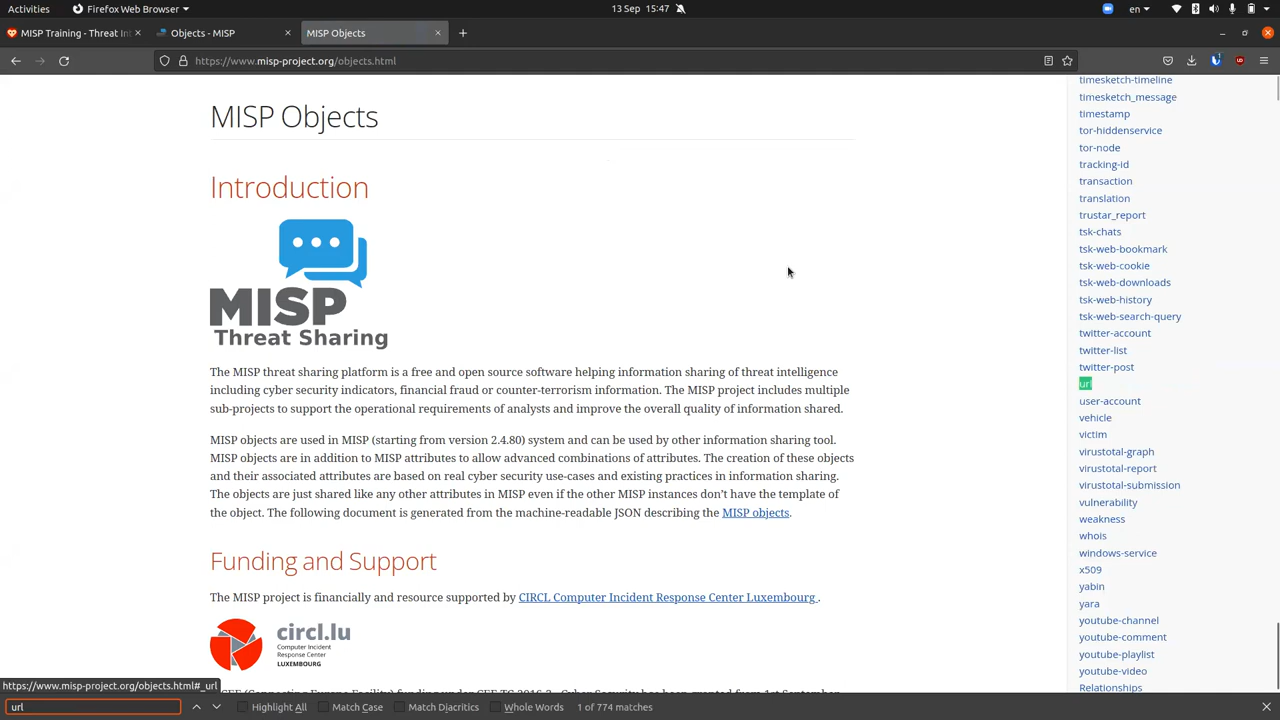 Activities
Firefox Web Browser
13 Sep 15:47
en
MISP Training - Threat In
Objects - MISP
MISP Objects
https://www.misp-project.org/objects.html
MISP Objects
Introduction
MISP
Threat Sharing
The MISP threat sharing platform is a free and open source software helping information sharing of threat intelligence
including cyber security indicators, financial fraud or counter-terrorism information. The MISP project includes multiple
sub-projects to support the operational requirements of analysts and improve the overall quality of information shared.
MISP objects are used in MISP (starting from version 2.4.80) system and can be used by other information sharing tool.
MISP objects are in addition to MISP attributes to allow advanced combinations of attributes. The creation of these objects
and their associated attributes are based on real cyber security use-cases and existing practices in information sharing.
The objects are just shared like any other attributes in MISP even if the other MISP instances don’t have the template of
the object. The following document is generated from the machine-readable JSON describing the MISP objects.
Funding and Support
The MISP project is financially and resource supported by CIRCL Computer Incident Response Center Luxembourg .
circl.lu
Computer Incident
Response Center
LUXEMBOURG
timesketch-timeline
timesketch_message
timestamp
tor-hiddenservice
tor-node
tracking-id
transaction
translation
trustar_report
tsk-chats
tsk-web-bookmark
tsk-web-cookie
tsk-web-downloads
tsk-web-history
tsk-web-search-query
twitter-account
twitter-list
twitter-post
url
user-account
vehicle
victim
virustotal-graph
virustotal-report
virustotal-submission
vulnerability
weakness
whois
windows-service
x509
yabin
yara
youtube-channel
youtube-comment
youtube-playlist
youtube-video
Relationships
https://www.misp-project.org/objects.html#_url
url
Highlight All
Match Case
Match Diacritics
Whole Words
1 of 774 matches